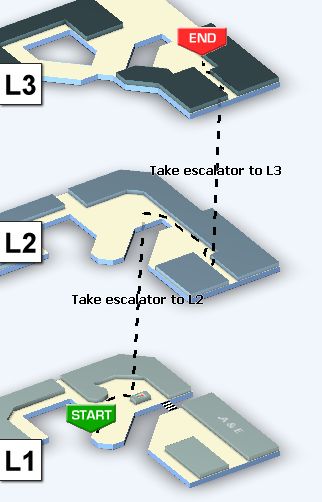 END
L3
Take escalator to L3
L2
Take escalator to L2
START
A&E
L1